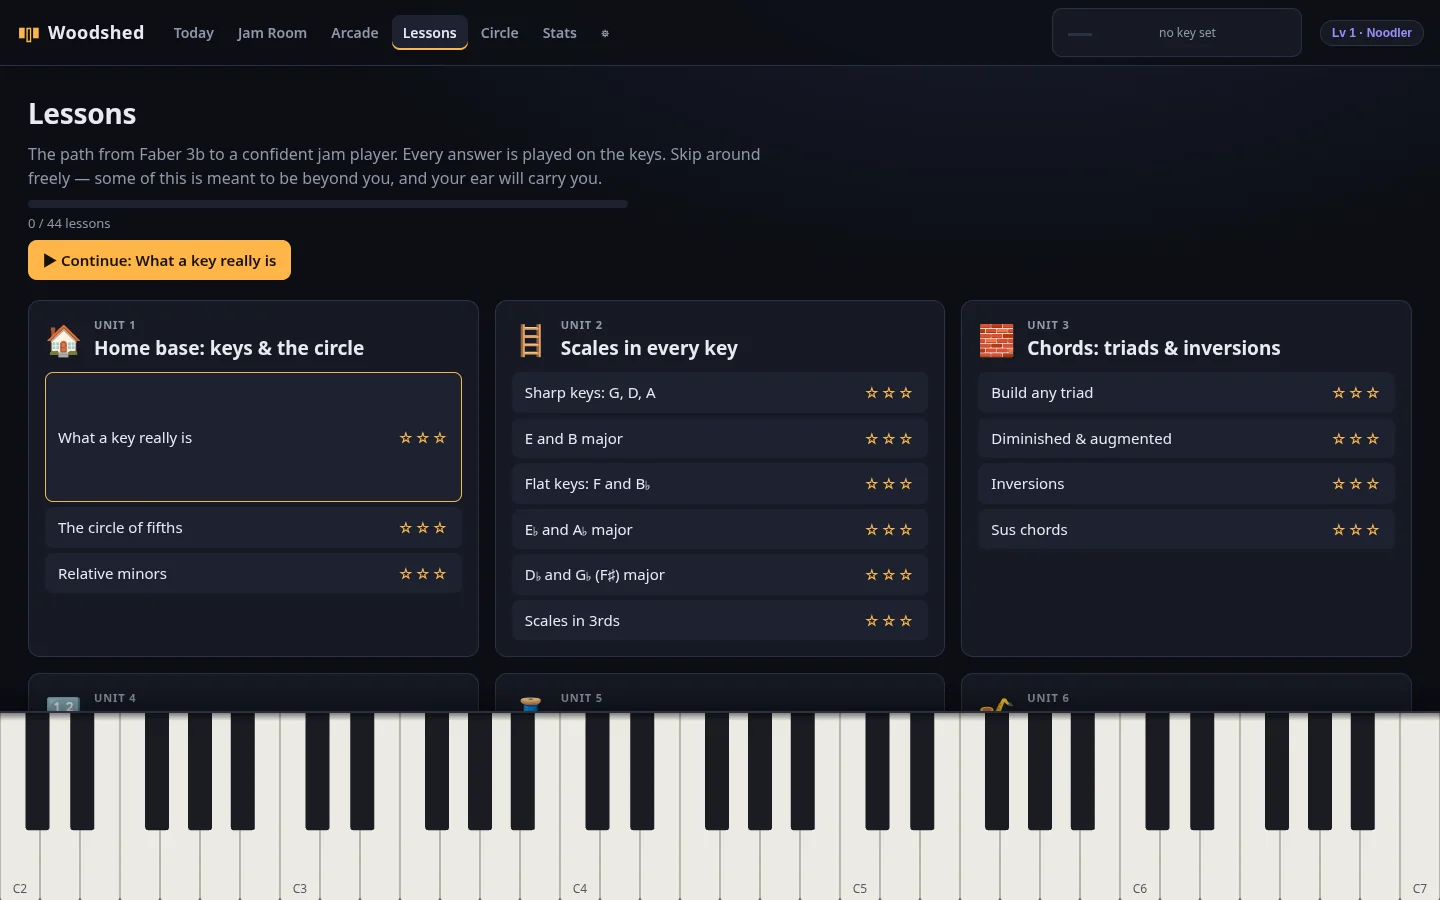 Woodshed
Today
Jam Room
Arcade
Lessons
Circle
Stats
no key set
Lv 1 · Noodler
Lessons
The path from Faber 3b to a confident jam player. Every answer is played on the keys. Skip around
freely — some of this is meant to be beyond you, and your ear will carry you.
0 / 44 lessons
▶ Continue: What a key really is
UNIT 1
Home base: keys & the circle
What a key really is ☆☆☆
The circle of fifths ☆☆☆
Relative minors ☆☆☆
UNIT 2
Scales in every key
Sharp keys: G, D, A ☆☆☆
E and B major ☆☆☆
Flat keys: F and B♭ ☆☆☆
E♭ and A♭ major ☆☆☆
D♭ and G♭ (F♯) major ☆☆☆
Scales in 3rds ☆☆☆
UNIT 3
Chords: triads & inversions
Build any triad ☆☆☆
Diminished & augmented ☆☆☆
Inversions ☆☆☆
Sus chords ☆☆☆
UNIT 4
UNIT 5
UNIT 6
C2
C3
C4
C5
C6
C7